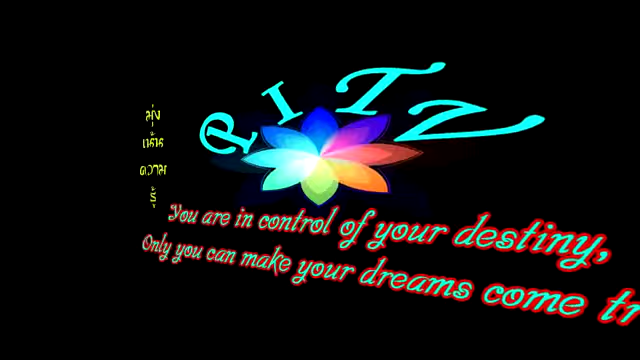 RITZ
มุ่ง
เน้น
ความ
รู้
You are in control of your destiny,
Only you can make your dreams come tr